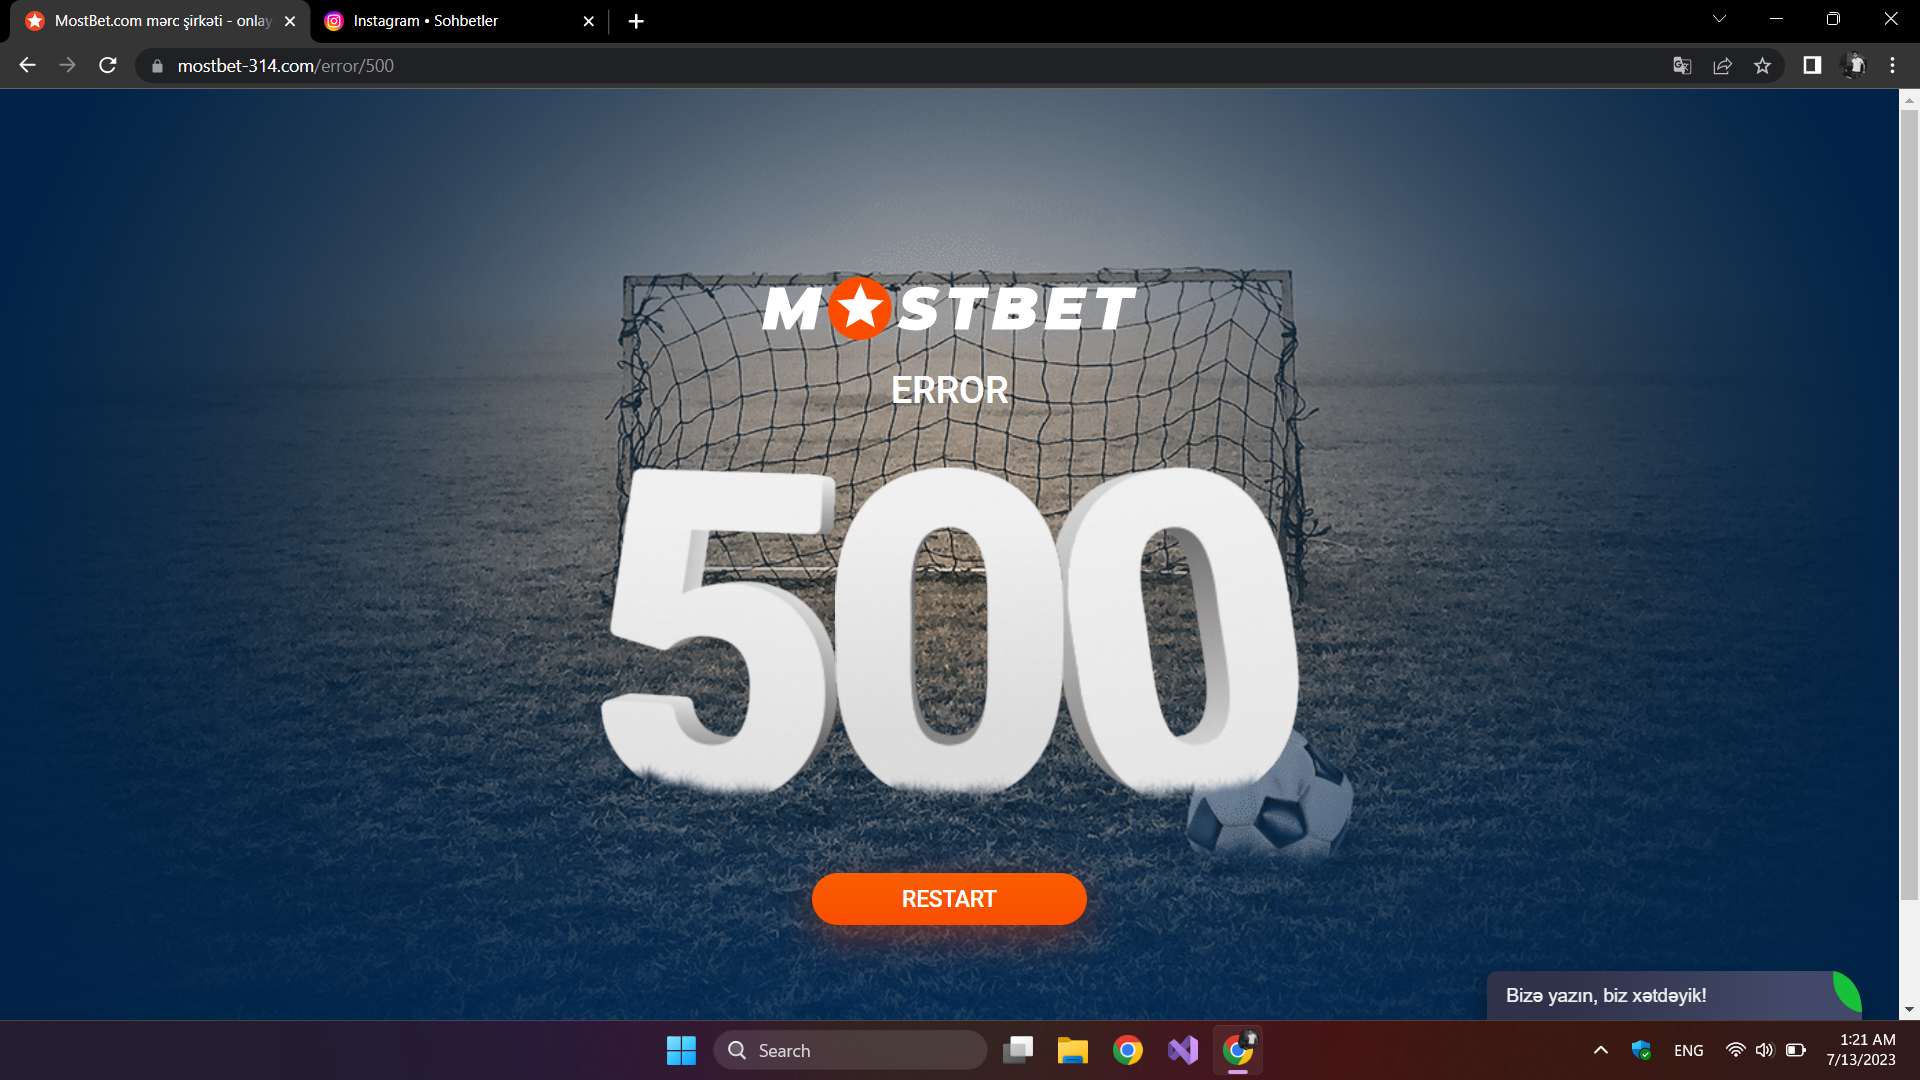 MostBet.com mərc şirkəti - onlay
Instagram • Sohbetler
mostbet-314.com/error/500
MOSTBET
ERROR
500
RESTART
Bizə yazın, biz xətdəyik!
Search
ENG
1:21 AM
7/13/2023